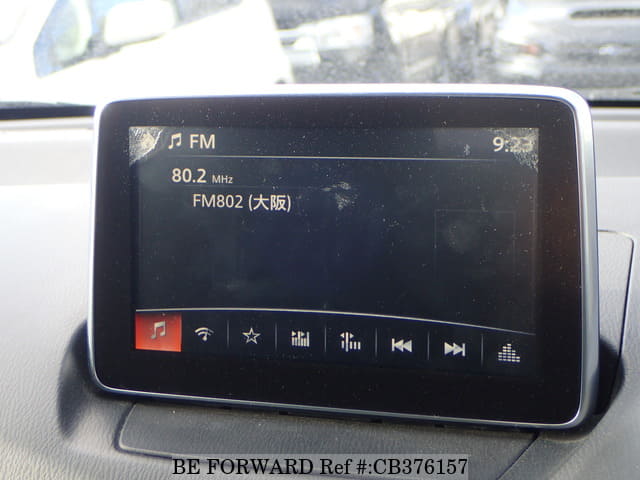 FM
9:23
80.2 MHz
FM802 (大阪)
BE FORWARD Ref #:CB376157